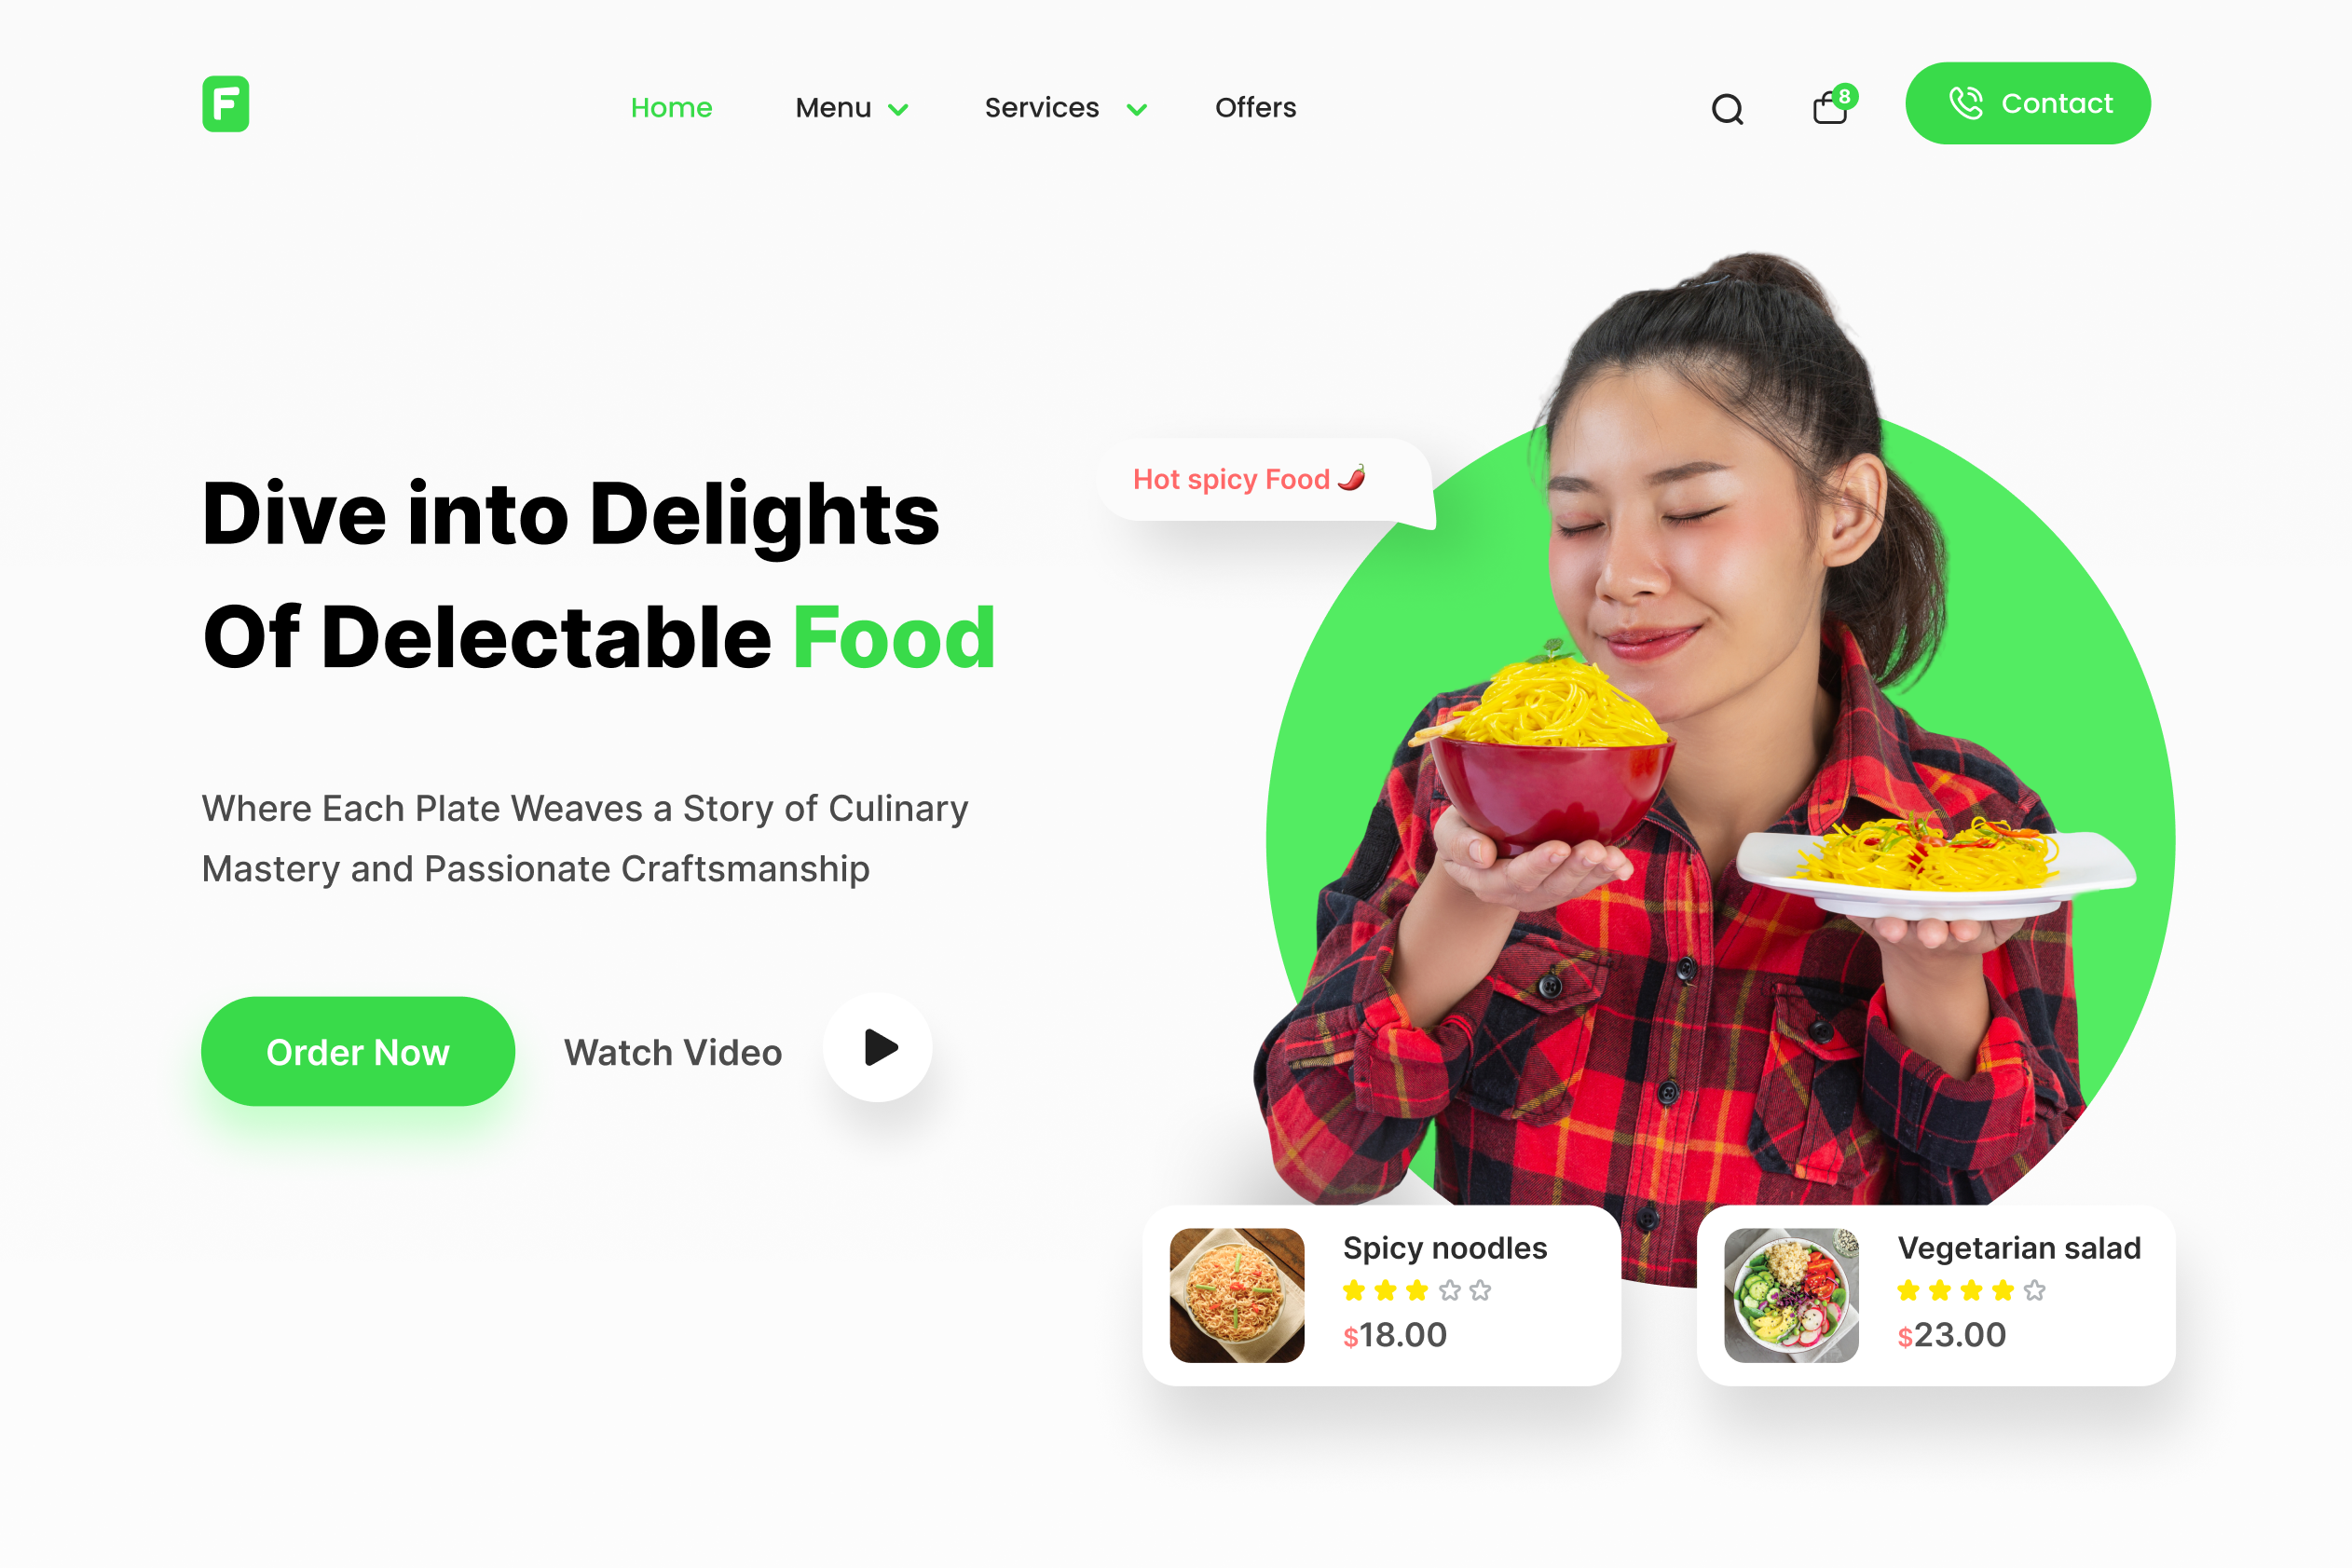 F
Home
Menu
Services
Offers
8
Contact
Dive into Delights
Of Delectable Food
Hot spicy Food
Where Each Plate Weaves a Story of Culinary
Mastery and Passionate Craftsmanship
Order Now
Watch Video
Spicy noodles
$18.00
Vegetarian salad
$23.00